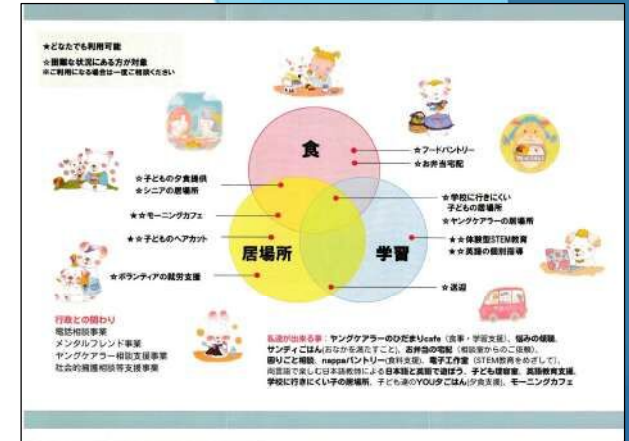 ★どなたでも利用可能
☆困難な状況にある方が対象
※ご利用になる場合は一度ご相談ください
食
☆フードパントリー
☆お弁当宅配
☆子どもの夕食提供
★シニアの居場所
☆学校に行きにくい
子どもの居場所
☆ヤングケアラーの居場所
★☆モーニングカフェ
★☆子どものヘアカット
居場所
学習
★☆体験型STEM教育
★☆英語の個別指導
☆ボランティアの就労支援
☆送迎
行政との関わり
電話相談事業
メンタルフレンド事業
ヤングケアラー相談支援事業
社会的擁護相談等支援事業
私達が出来る事：ヤングケアラーのひだまりcafe（食事・学習支援）、悩みの傾聴、
サンディごはん(おなかを満たすこと)、お弁当の宅配（相談室からのご依頼）、
困りごと相談、nappaパントリー(食料支援)、電子工作室（STEM教育をめざして)、
両言語で楽しむ日本語教師による日本語と英語で遊ぼう、子ども理容室、英語教育支援、
学校に行きにくい子の居場所、子ども達のYOU夕ごはん(夕食支援)、モーニングカフェ